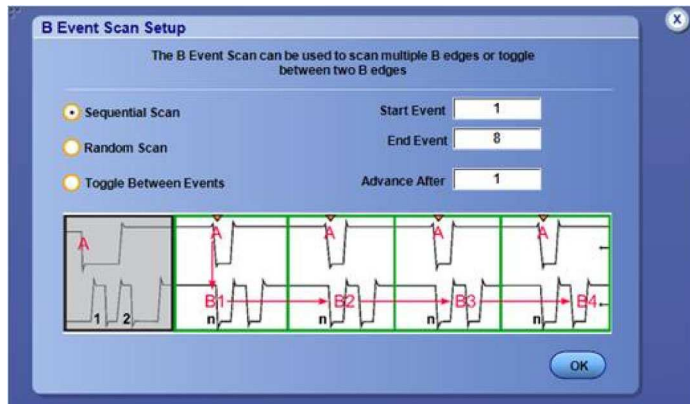 B Event Scan Setup
X
The B Event Scan can be used to scan multiple B edges or toggle
between two B edges
Sequential Scan
Start Event 1
End Event 8
Random Scan
Toggle Between Events
Advance After 1
A A A A A
B1 B2 B3 B4
1 2 n n n n
OK